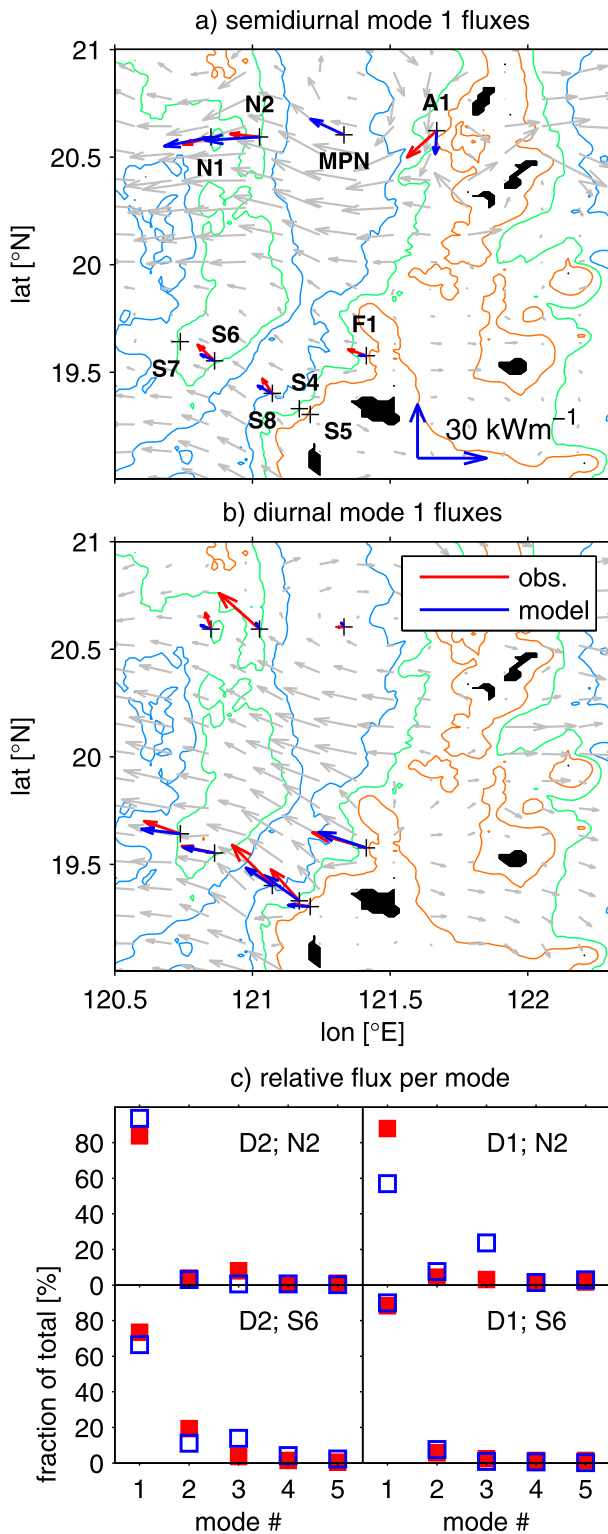 a) semidiurnal mode 1 fluxes
21
N2
A1
20.5
N1
MPN
lat [°N]
20
S6
F1
S7
19.5
S4
S8
S5
30 kWm⁻¹
b) diurnal mode 1 fluxes
21
obs.
model
20.5
lat [°N]
20
19.5
120.5 121 121.5 122
lon [°E]
c) relative flux per mode
80
D2; N2 D1; N2
60
40
20
0
D2; S6 D1; S6
80
60
40
20
0
fraction of total [%]
1 2 3 4 5 1 2 3 4 5
mode # mode #